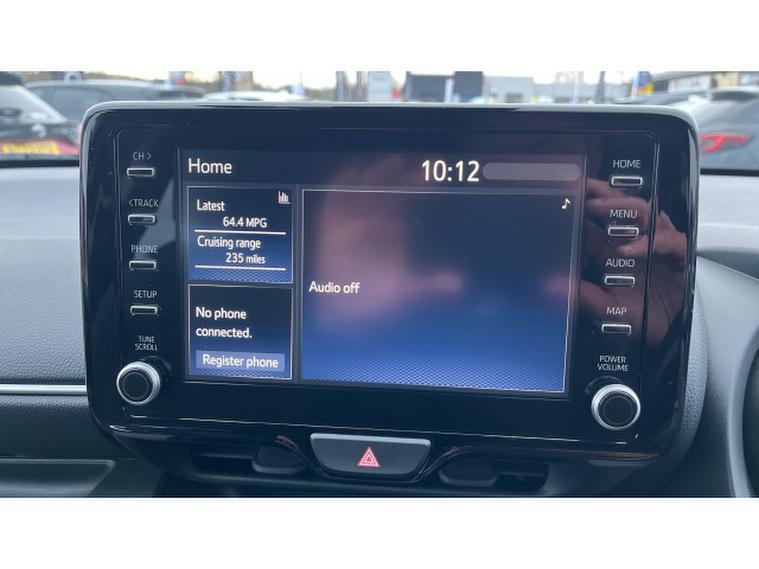 CH >
<TRACK
PHONE
SETUP
TUNE
SCROLL
Home
10:12
Latest
64.4 MPG
Cruising range
235 miles
No phone
connected.
Register phone
Audio off
HOME
MENU
AUDIO
MAP
POWER
VOLUME